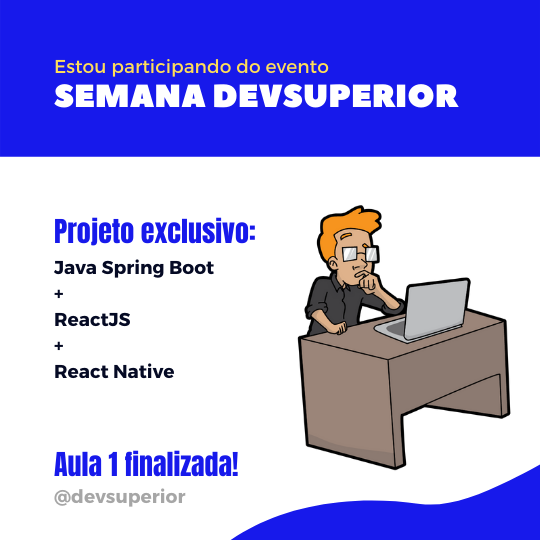 Estou participando do evento
SEMANA DEVSUPERIOR
Projeto exclusivo:
Java Spring Boot
+
ReactJS
+
React Native
Aula 1 finalizada!
@devsuperior